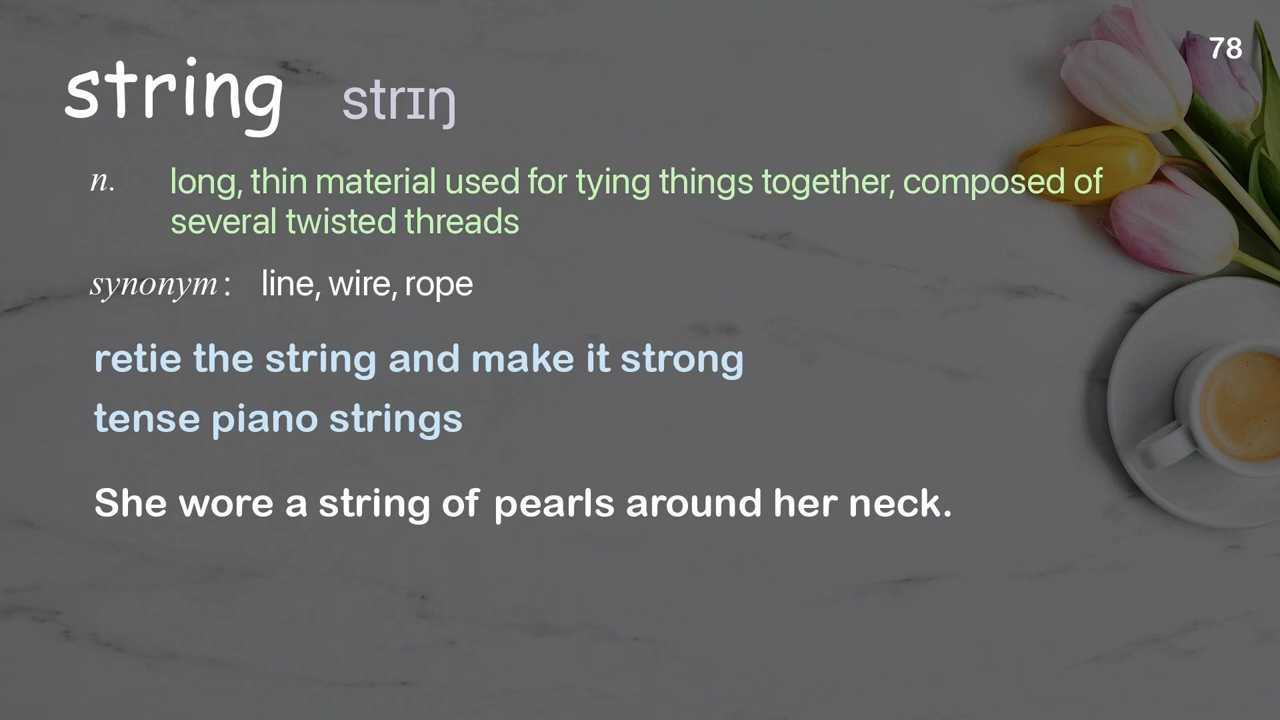 78
string strɪŋ
n. long, thin material used for tying things together, composed of
several twisted threads
synonym: line, wire, rope
retie the string and make it strong
tense piano strings
She wore a string of pearls around her neck.